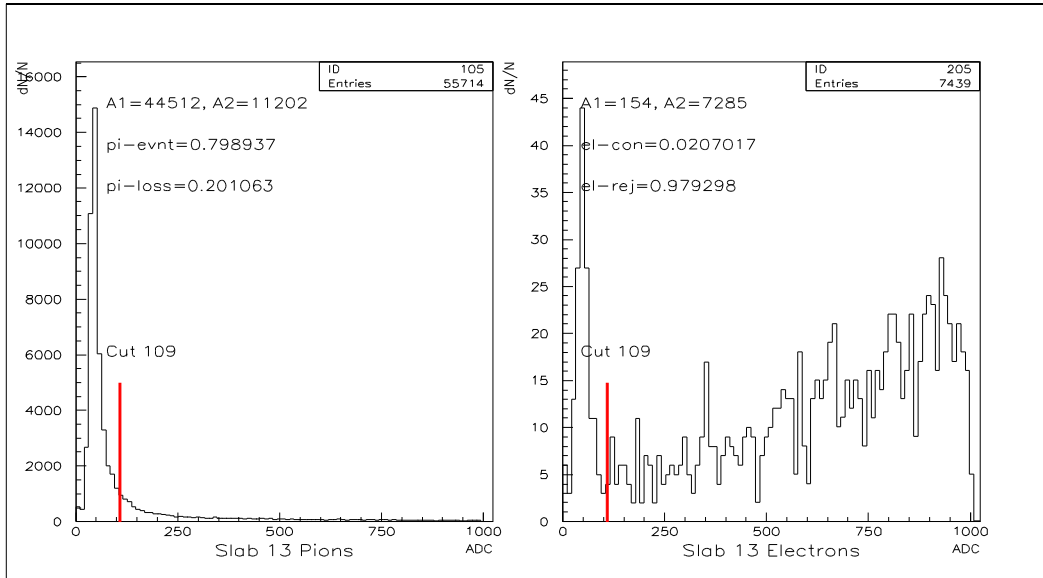 dN/N
ID 105
Entries 55714
A1=44512, A2=11202
pi-evnt=0.798937
pi-loss=0.201063
Cut 109
16000
14000
12000
10000
8000
6000
4000
2000
0
0 250 500 750 1000
Slab 13 Pions
ADC
dN/N
ID 205
Entries 7439
A1=154, A2=7285
el-con=0.0207017
el-rej=0.979298
Cut 109
45
40
35
30
25
20
15
10
5
0
0 250 500 750 1000
Slab 13 Electrons
ADC